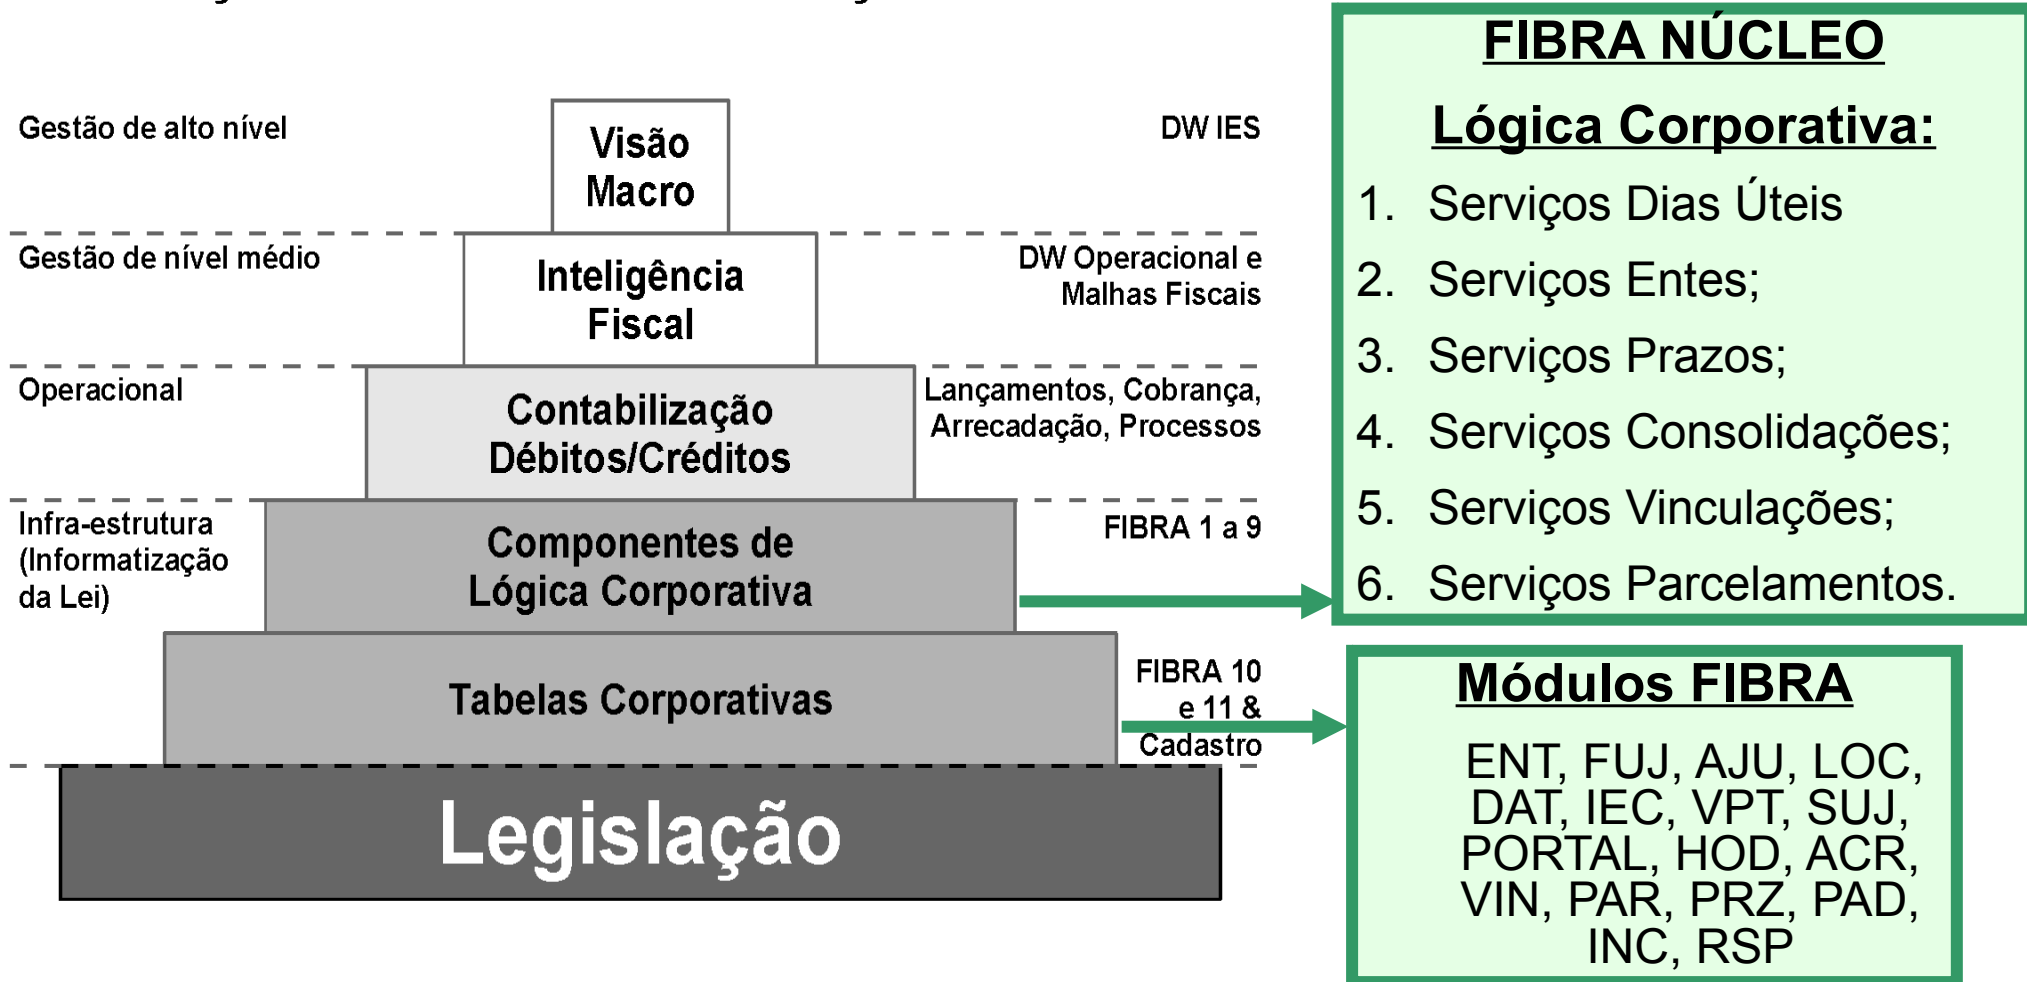 Gestão de alto nível
Visão
Macro
DW IES
Gestão de nível médio
Inteligência
Fiscal
DW Operacional e
Malhas Fiscais
Operacional
Contabilização
Débitos/Créditos
Lançamentos, Cobrança,
Arrecadação, Processos
Infra-estrutura
(Informatização
da Lei)
Componentes de
Lógica Corporativa
FIBRA 1 a 9
Tabelas Corporativas
FIBRA 10
e 11 &
Cadastro
Legislação
FIBRA NÚCLEO
Lógica Corporativa:
1. Serviços Dias Úteis
2. Serviços Entes;
3. Serviços Prazos;
4. Serviços Consolidações;
5. Serviços Vinculações;
6. Serviços Parcelamentos.
Módulos FIBRA
ENT, FUJ, AJU, LOC,
DAT, IEC, VPT, SUJ,
PORTAL, HOD, ACR,
VIN, PAR, PRZ, PAD,
INC, RSP